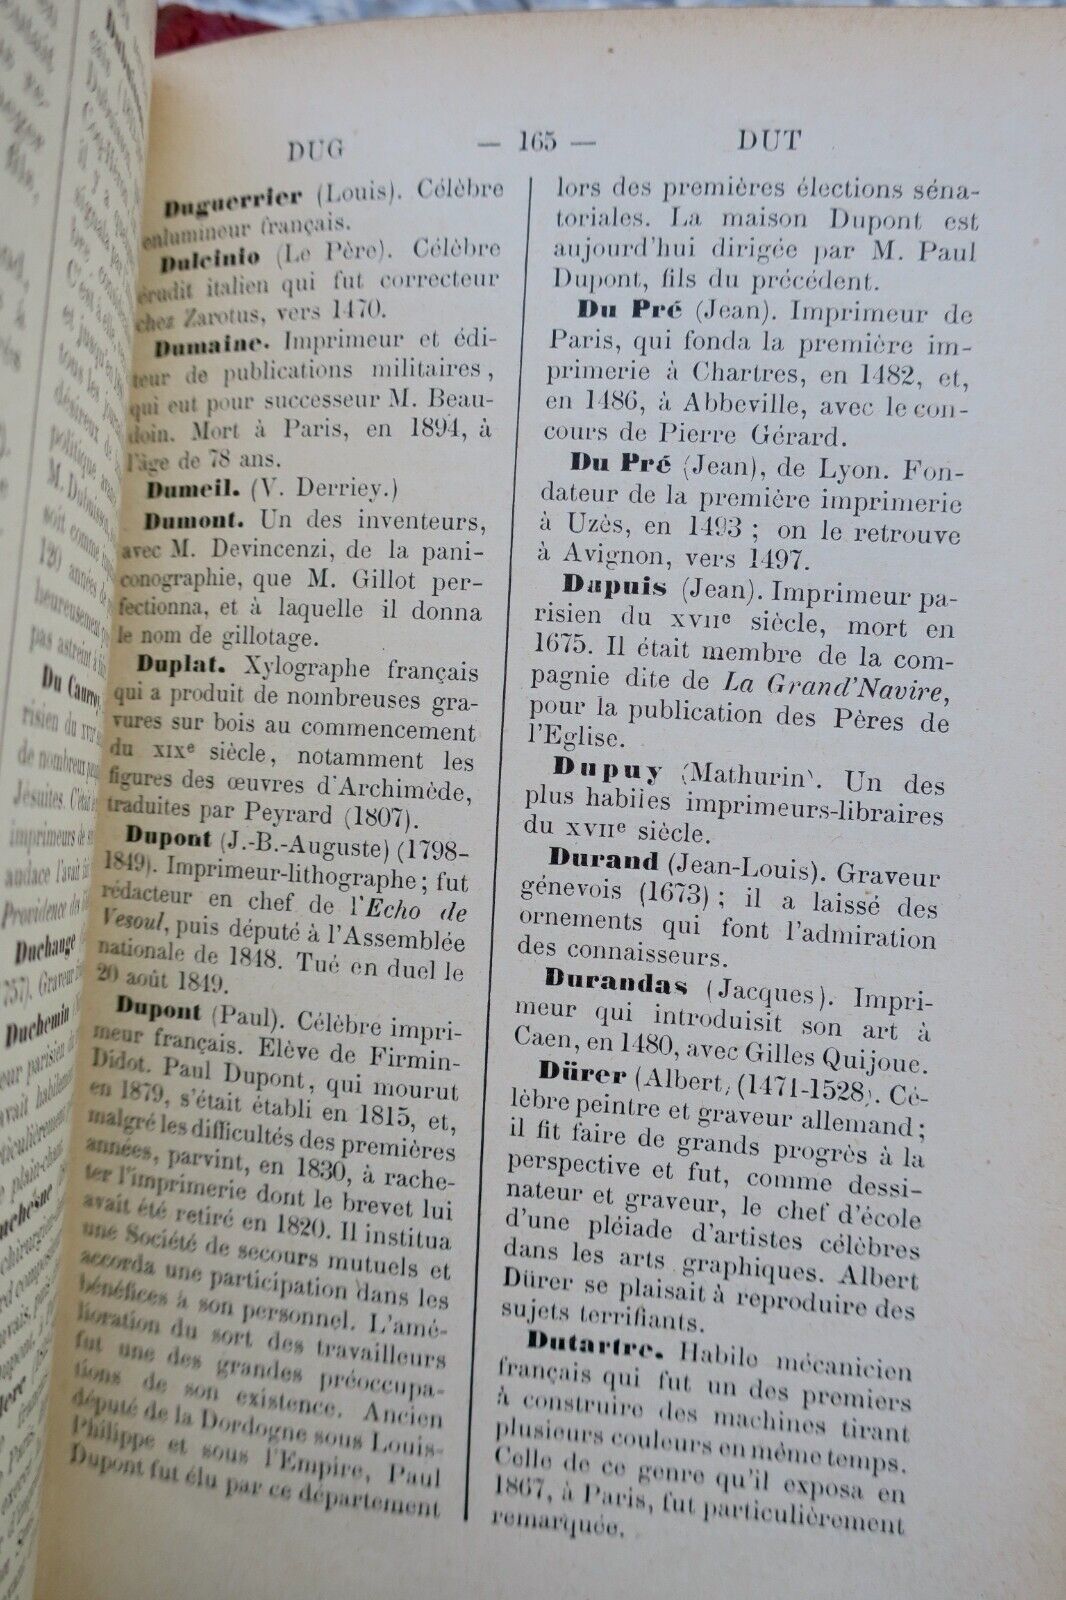 DUG — 165 — DUT
Duguerrier (Louis). Célèbre
enlumineur français.
Dulcinio (Le Père). Célèbre
érudit italien qui fut correcteur
chez Zarotus, vers 1470.
Dumaine. Imprimeur et édi-
teur de publications militaires,
qui eut pour successeur M. Beau-
doin. Mort à Paris, en 1894, à
l'âge de 78 ans.
Dumeil. (V. Derriey.)
Dumont. Un des inventeurs,
avec M. Devincenzi, de la pani-
conographie, que M. Gillot per-
fectionna, et à laquelle il donna
le nom de gillotage.
Duplat. Xylographe français
qui a produit de nombreuses gra-
vures sur bois au commencement
du XIXe siècle, notamment les
figures des œuvres d'Archimède,
traduites par Peyrard (1807).
Dupont (J.-B.-Auguste) (1798-
1849). Imprimeur-lithographe; fut
rédacteur en chef de l'Echo de
Vesoul, puis député à l'Assemblée
nationale de 1848. Tué en duel le
20 août 1849.
Dupont (Paul). Célèbre impri-
meur français. Elève de Firmin-
Didot. Paul Dupont, qui mourut
en 1879, s'était établi en 1815, et,
malgré les difficultés des premières
années, parvint, en 1830, à rache-
ter l'imprimerie dont le brevet lui
avait été retiré en 1820. Il institua
une Société de secours mutuels et
accorda une participation dans les
bénéfices à son personnel. L'amé-
lioration du sort des travailleurs
fut une des grandes préoccupa-
tions de son existence. Ancien
député de la Dordogne sous Louis-
Philippe et sous l'Empire, Paul
Dupont fut élu par ce département
lors des premières élections séna-
toriales. La maison Dupont est
aujourd'hui dirigée par M. Paul
Dupont, fils du précédent.
Du Pré (Jean). Imprimeur de
Paris, qui fonda la première im-
primerie à Chartres, en 1482, et,
en 1486, à Abbeville, avec le con-
cours de Pierre Gérard.
Du Pré (Jean), de Lyon. Fon-
dateur de la première imprimerie
à Uzès, en 1493 ; on le retrouve
à Avignon, vers 1497.
Dupuis (Jean). Imprimeur pa-
risien du XVIIe siècle, mort en
1675. Il était membre de la com-
pagnie dite de La Grand'Navire,
pour la publication des Pères de
l'Eglise.
Dupuy (Mathurin). Un des
plus habiles imprimeurs-libraires
du XVIIe siècle.
Durand (Jean-Louis). Graveur
génevois (1673) ; il a laissé des
ornements qui font l'admiration
des connaisseurs.
Durandas (Jacques). Impri-
meur qui introduisit son art à
Caen, en 1480, avec Gilles Quijoue.
Dürer (Albert) (1471-1528). Cé-
lèbre peintre et graveur allemand ;
il fit faire de grands progrès à la
perspective et fut, comme dessi-
nateur et graveur, le chef d'école
d'une pléiade d'artistes célèbres
dans les arts graphiques. Albert
Dürer se plaisait à reproduire des
sujets terrifiants.
Dutartre. Habile mécanicien
français qui fut un des premiers
à construire des machines tirant
plusieurs couleurs en même temps.
Celle de ce genre qu'il exposa en
1867, à Paris, fut particulièrement
remarquée.